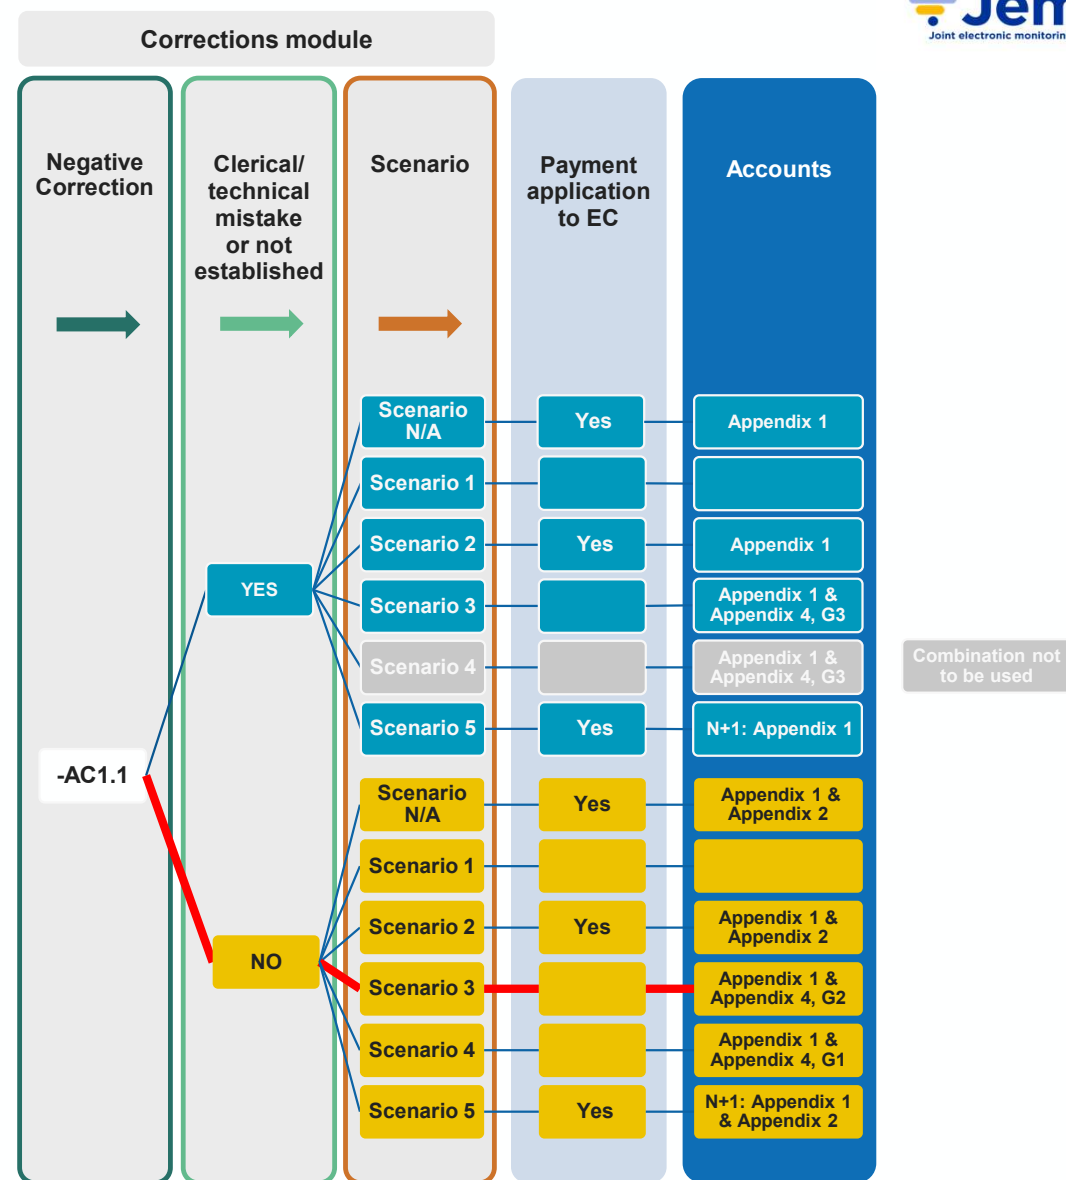 Jem
Joint electronic monitorin
Corrections module
Negative
Correction
Clerical/
technical
mistake
or not
established
Scenario
Payment
application
to EC
Accounts
Scenario
N/A
Yes
Appendix 1
Scenario 1
Scenario 2
Yes
Appendix 1
YES
Scenario 3
Appendix 1 &
Appendix 4, G3
Scenario 4
Appendix 1 &
Appendix 4, G3
Combination not
to be used
Scenario 5
Yes
N+1: Appendix 1
-AC1.1
Scenario
N/A
Yes
Appendix 1 &
Appendix 2
Scenario 1
Scenario 2
Yes
Appendix 1 &
Appendix 2
NO
Scenario 3
Appendix 1 &
Appendix 4, G2
Scenario 4
Appendix 1 &
Appendix 4, G1
Scenario 5
Yes
N+1: Appendix 1
& Appendix 2